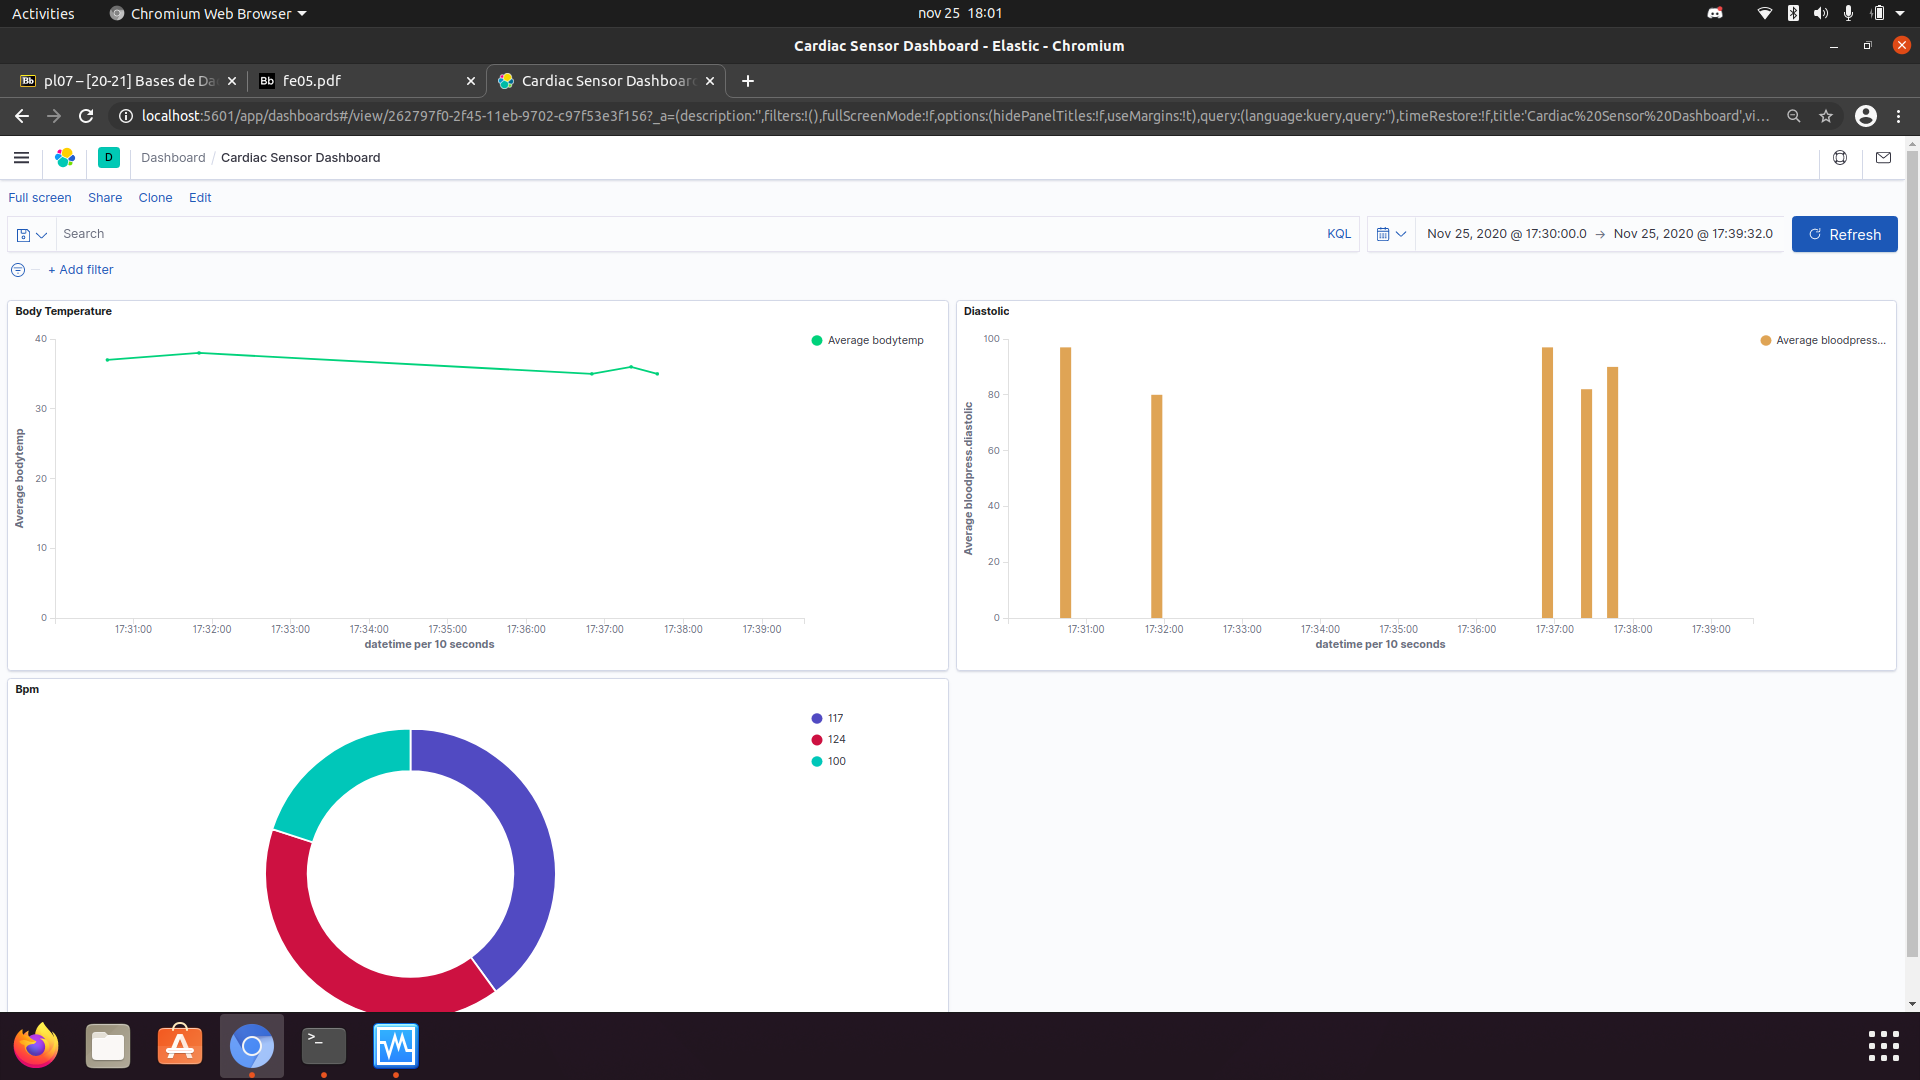 Activities
Chromium Web Browser
nov 25 18:01
Cardiac Sensor Dashboard - Elastic - Chromium
Bb pl07 – [20-21] Bases de Da
Bb fe05.pdf
Cardiac Sensor Dashboar
localhost:5601/app/dashboards#/view/262797f0-2f45-11eb-9702-c97f53e3f156?_a=(description:'',filters:!(),fullScreenMode:!f,options:(hidePanelTitles:!f,useMargins:!t),query:(language:kuery,query:''),timeRestore:!f,title:'Cardiac%20Sensor%20Dashboard',vi...
D Dashboard / Cardiac Sensor Dashboard
Full screen Share Clone Edit
Search KQL Nov 25, 2020 @ 17:30:00.0 → Nov 25, 2020 @ 17:39:32.0 Refresh
+ Add filter
Body Temperature
Average bodytemp
40
30
20
10
0
Average bodytemp
17:31:00 17:32:00 17:33:00 17:34:00 17:35:00 17:36:00 17:37:00 17:38:00 17:39:00
datetime per 10 seconds
Diastolic
Average bloodpress...
100
80
60
40
20
0
Average bloodpress.diastolic
17:31:00 17:32:00 17:33:00 17:34:00 17:35:00 17:36:00 17:37:00 17:38:00 17:39:00
datetime per 10 seconds
Bpm
117
124
100